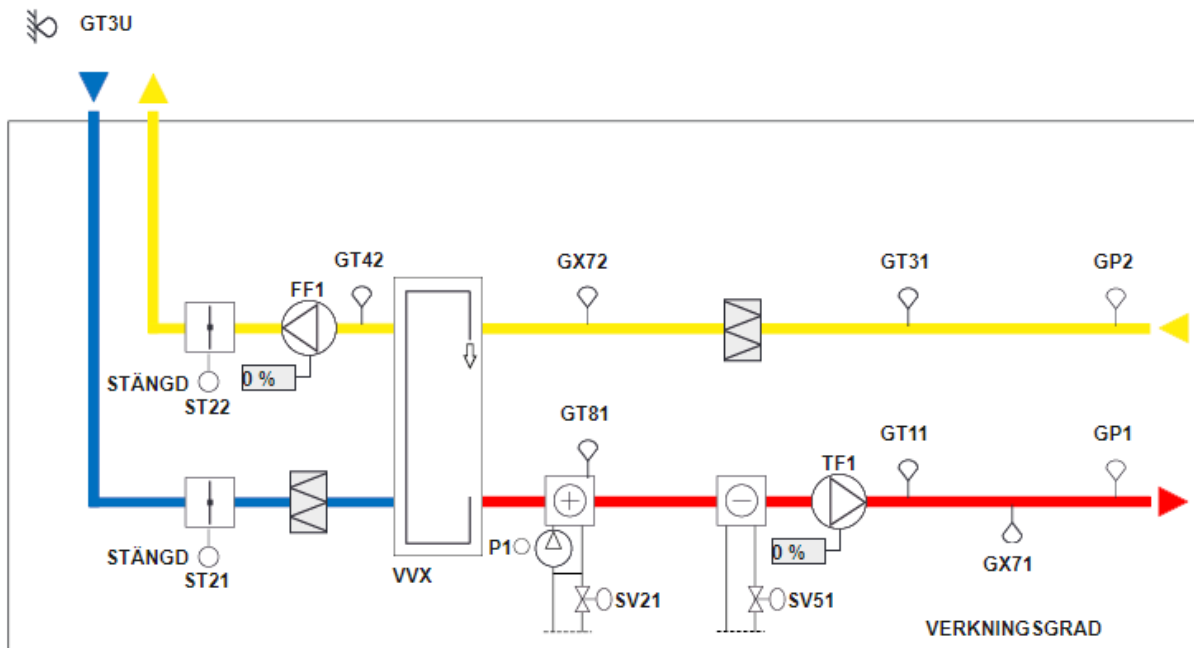 GT3U
GT42
GX72
GT31
GP2
FF1
0 %
STÄNGD
ST22
GT81
GT11
GP1
TF1
STÄNGD
ST21
VVX
P1
SV21
0 %
SV51
GX71
VERKNINGSGRAD